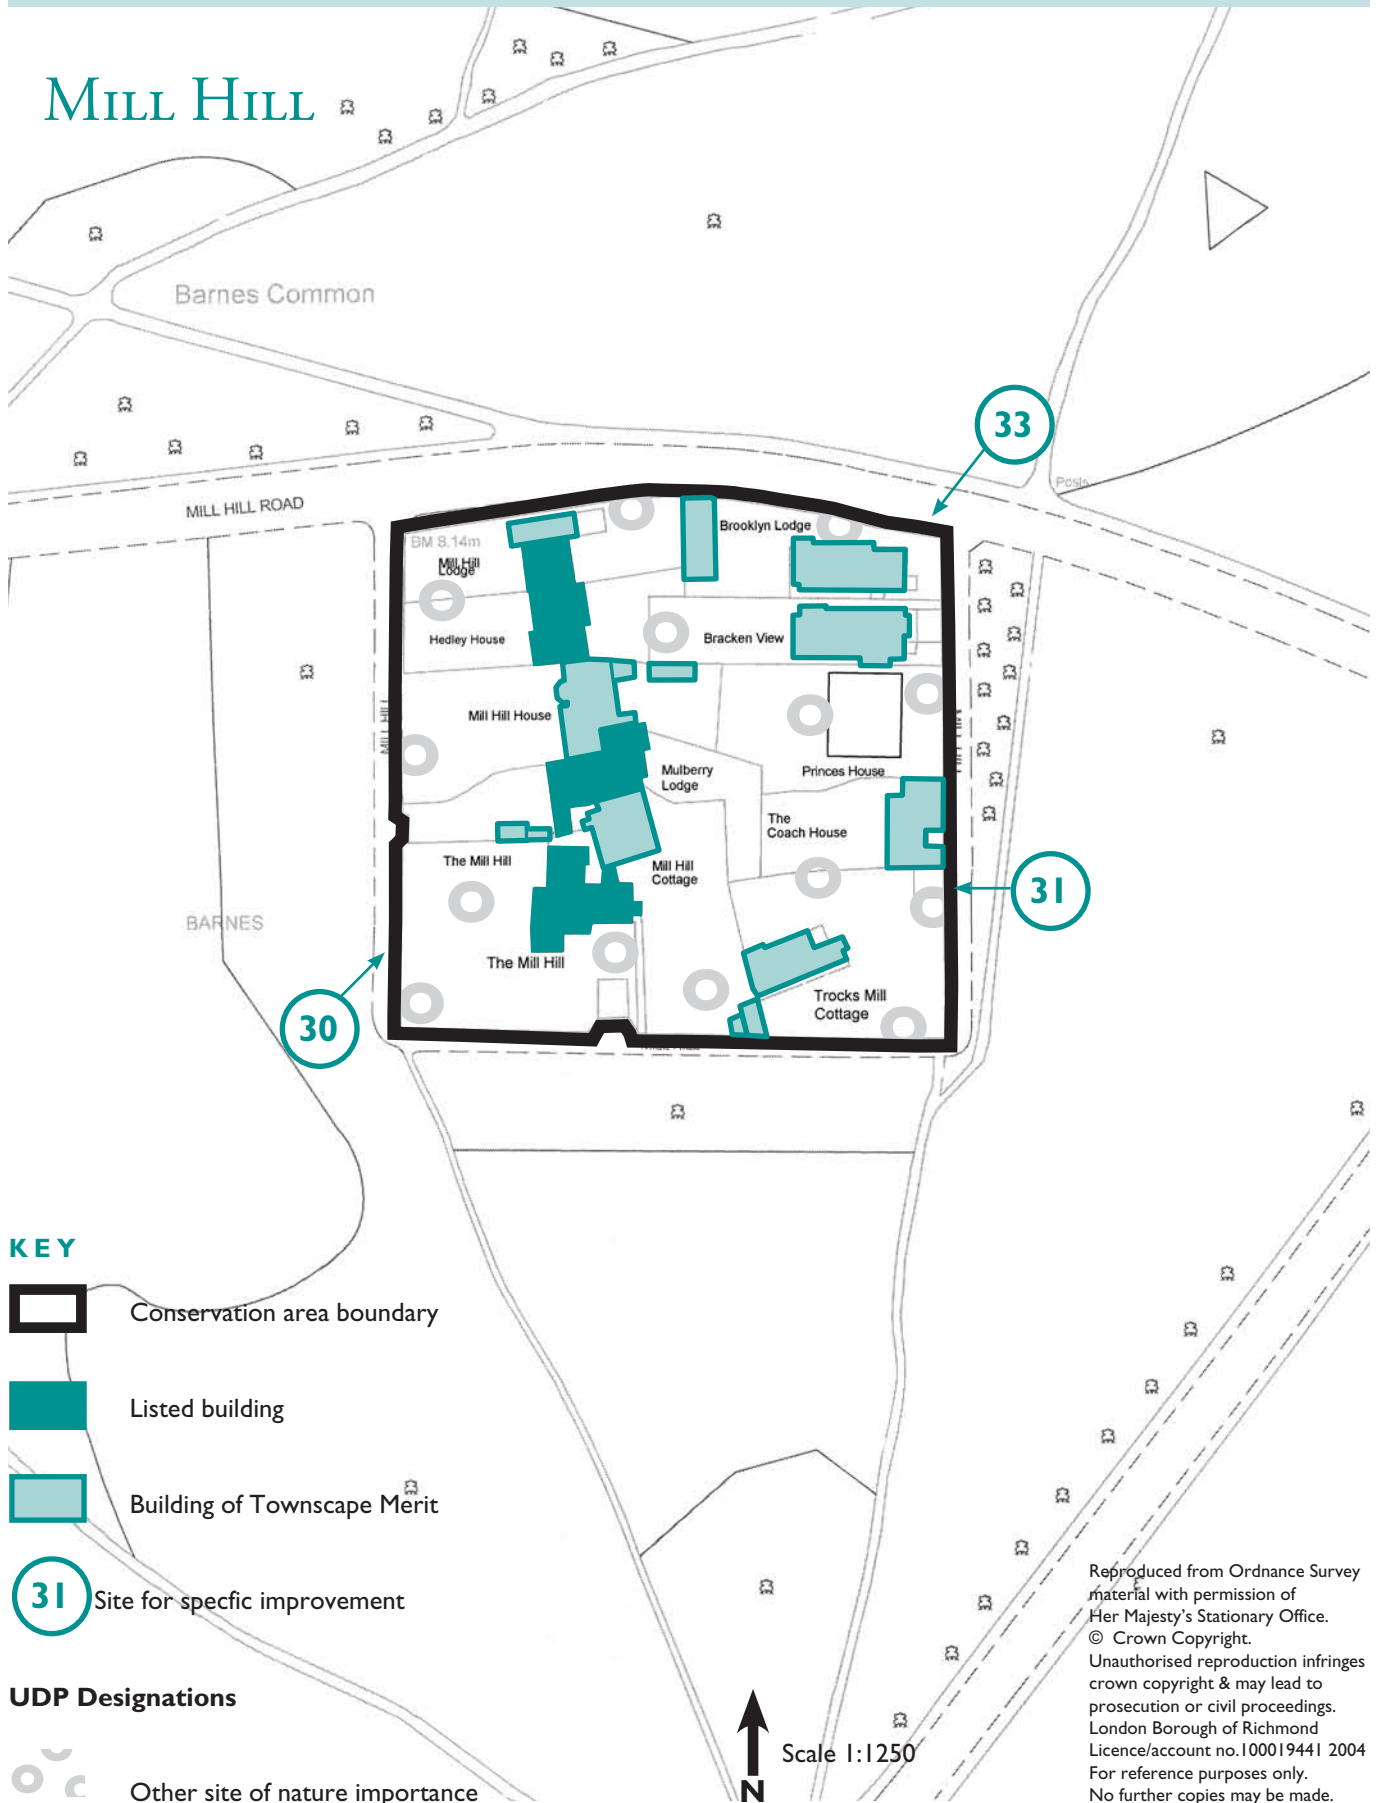 MILL HILL
Barnes Common
33
Posts
MILL HILL ROAD
BM 8.14m
Brooklyn Lodge
Mill Hill
Lodge
Hedley House
Bracken View
MILL HILL
Mill Hill House
MILL HILL
Mulberry
Lodge
Princes House
The
Coach House
The Mill Hill
Mill Hill
Cottage
31
BARNES
The Mill Hill
Trocks Mill
Cottage
30
KEY
Conservation area boundary
Listed building
Building of Townscape Merit
31 Site for specfic improvement
UDP Designations
Other site of nature importance
Scale 1:1250
N
Reproduced from Ordnance Survey
material with permission of
Her Majesty's Stationary Office.
© Crown Copyright.
Unauthorised reproduction infringes
crown copyright & may lead to
prosecution or civil proceedings.
London Borough of Richmond
Licence/account no.100019441 2004
For reference purposes only.
No further copies may be made.